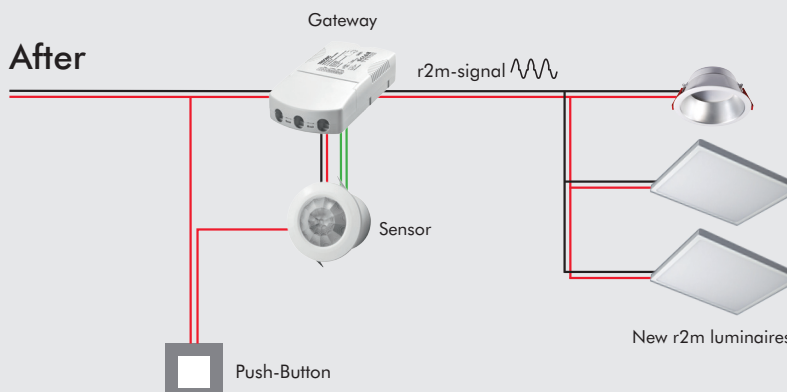 Gateway
After
r2m-signal
Sensor
New r2m luminaires
Push-Button